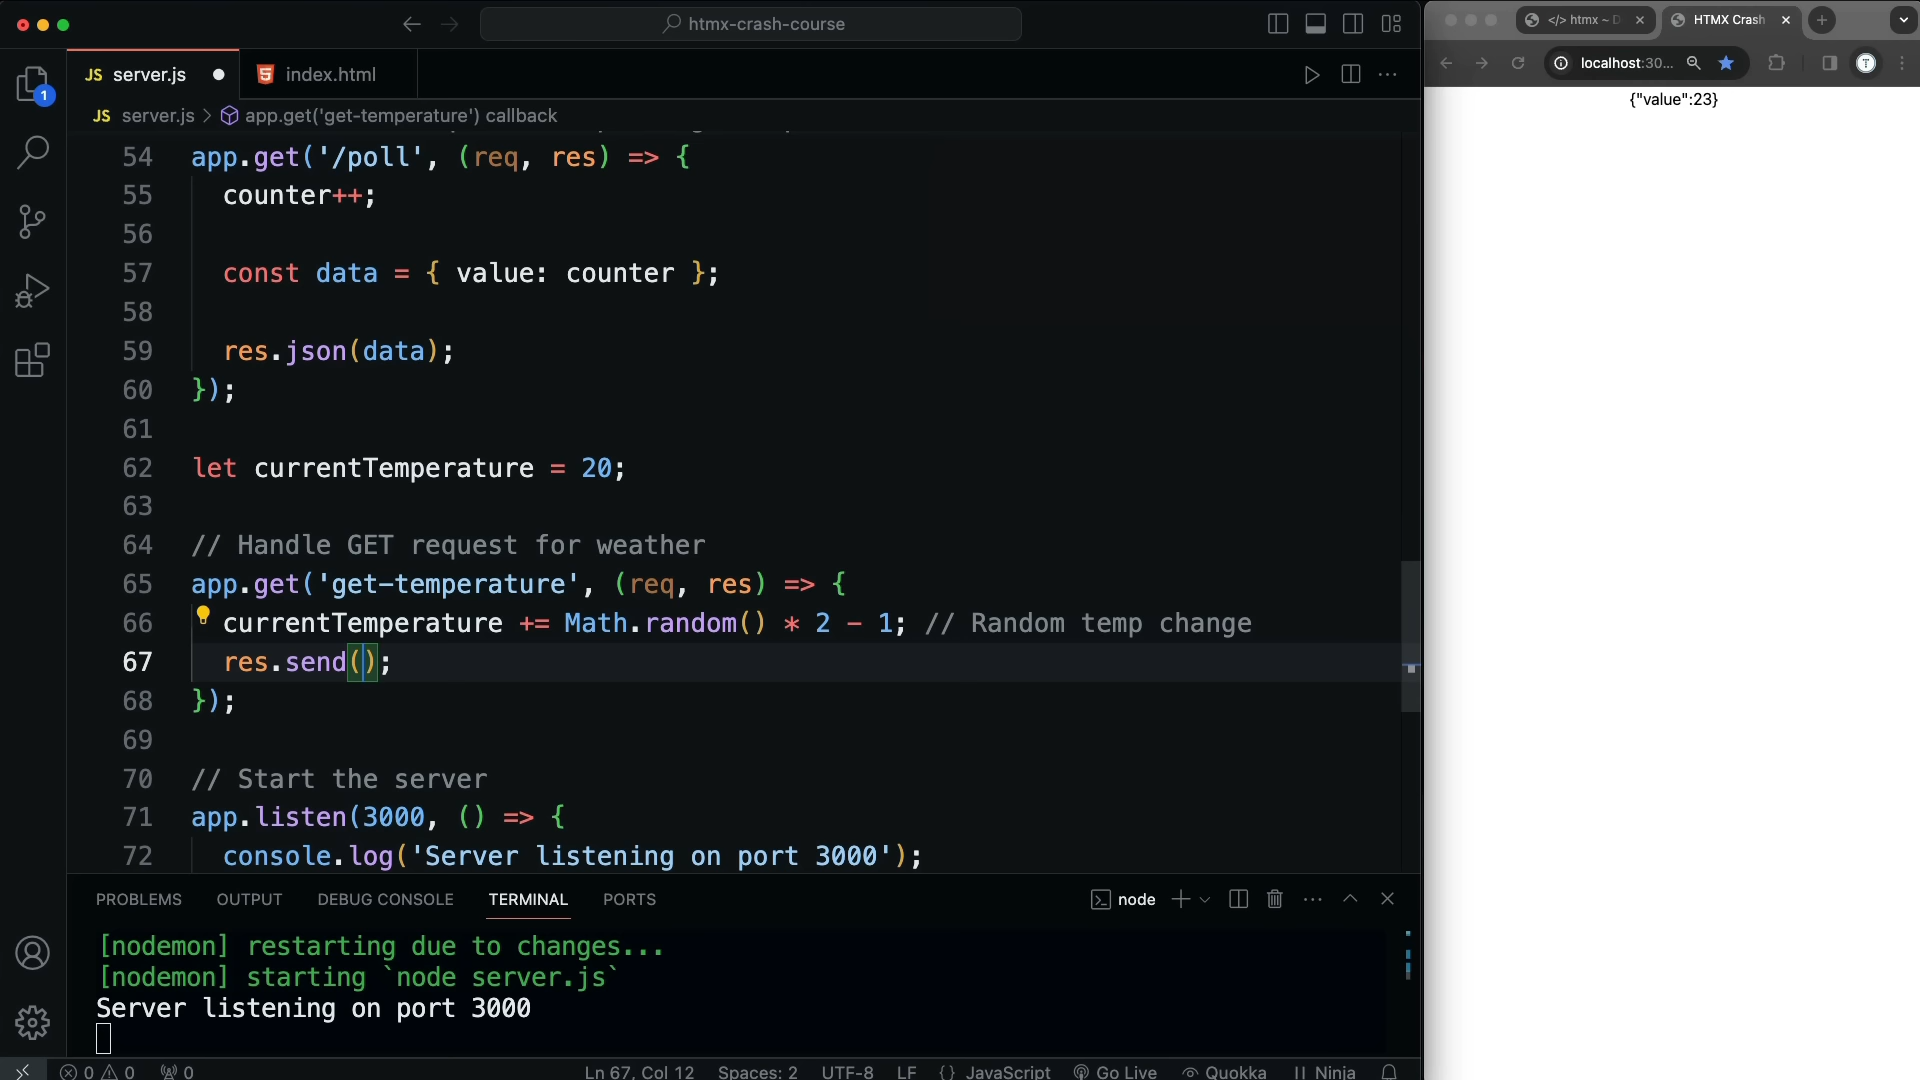 htmx-crash-course
</> htmx ~ D
HTMX Crash
JS server.js
index.html
localhost:30...
{"value":23}
1
JS server.js > app.get('get-temperature') callback
54 app.get('/poll', (req, res) => {
55 counter++;
56
57 const data = { value: counter };
58
59 res.json(data);
60 });
61
62 let currentTemperature = 20;
63
64 // Handle GET request for weather
65 app.get('get-temperature', (req, res) => {
66 currentTemperature += Math.random() * 2 - 1; // Random temp change
67 res.send();
68 });
69
70 // Start the server
71 app.listen(3000, () => {
72 console.log('Server listening on port 3000');
PROBLEMS OUTPUT DEBUG CONSOLE TERMINAL PORTS node
[nodemon] restarting due to changes...
[nodemon] starting `node server.js`
Server listening on port 3000
0 0 0 Ln 67, Col 12 Spaces: 2 UTF-8 LF {} JavaScript Go Live Quokka Ninja